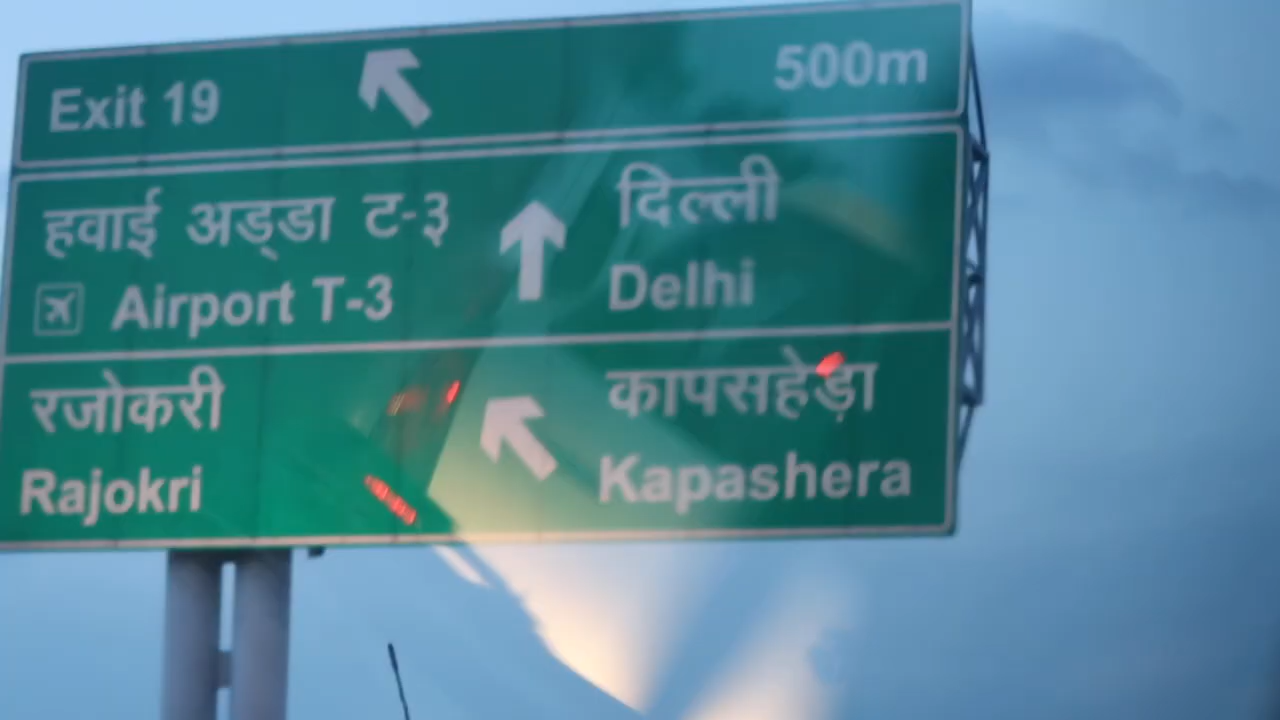 Exit 19 500m
हवाई अड्डा ट-३ दिल्ली
Airport T-3 Delhi
रजोकरी कापसहेड़ा
Rajokri Kapashera